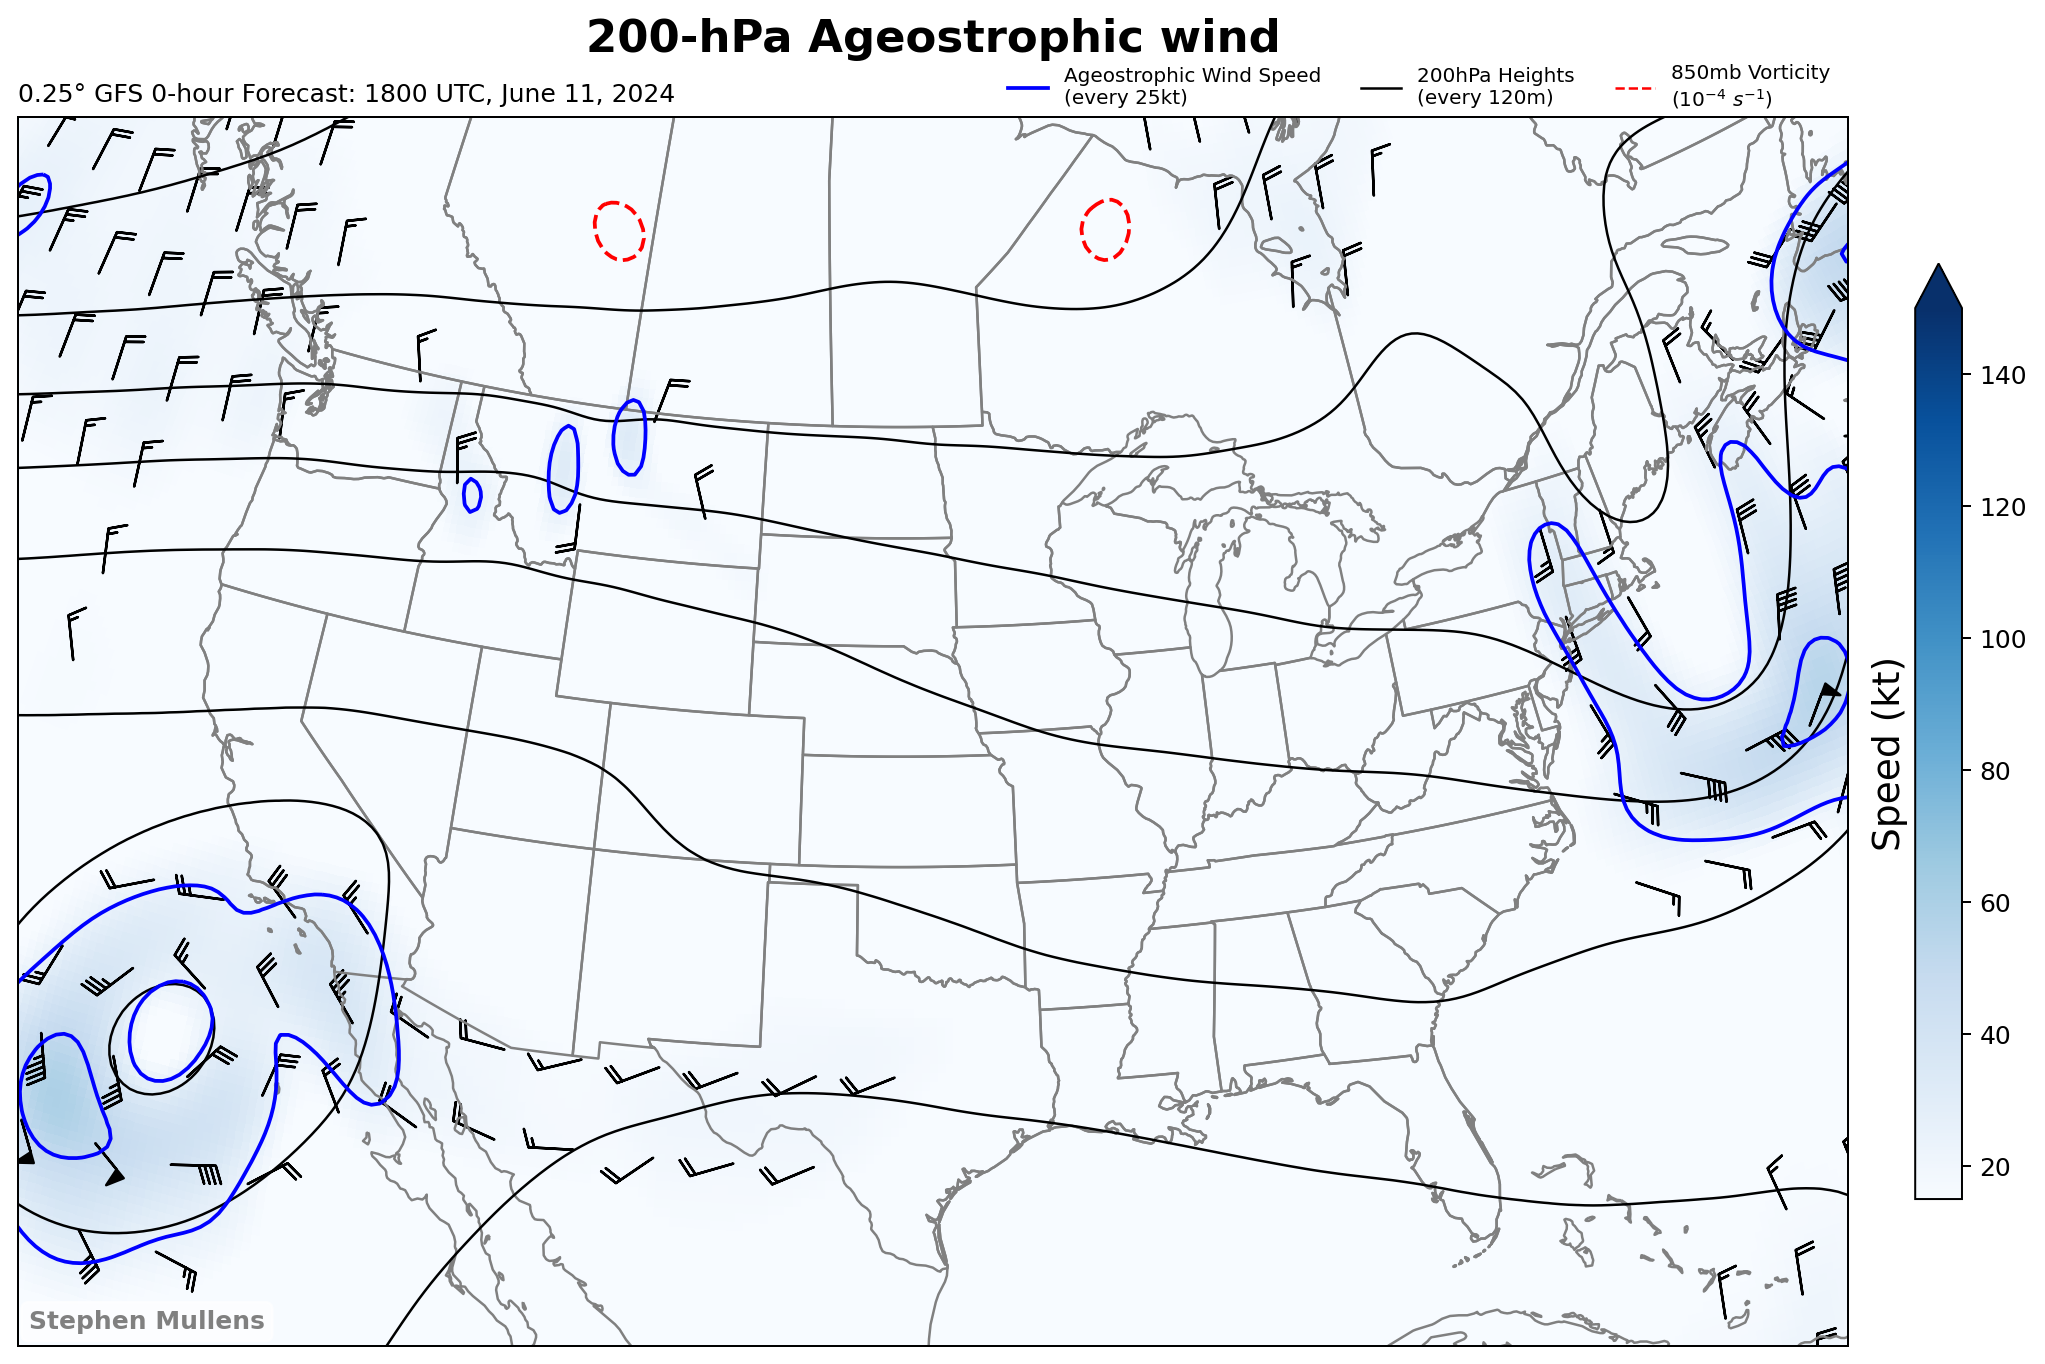 200-hPa Ageostrophic wind
0.25° GFS 0-hour Forecast: 1800 UTC, June 11, 2024
Ageostrophic Wind Speed
(every 25kt)
200hPa Heights
(every 120m)
850mb Vorticity
(10⁻⁴ s⁻¹)
140
120
100
80
60
40
20
Speed (kt)
Stephen Mullens